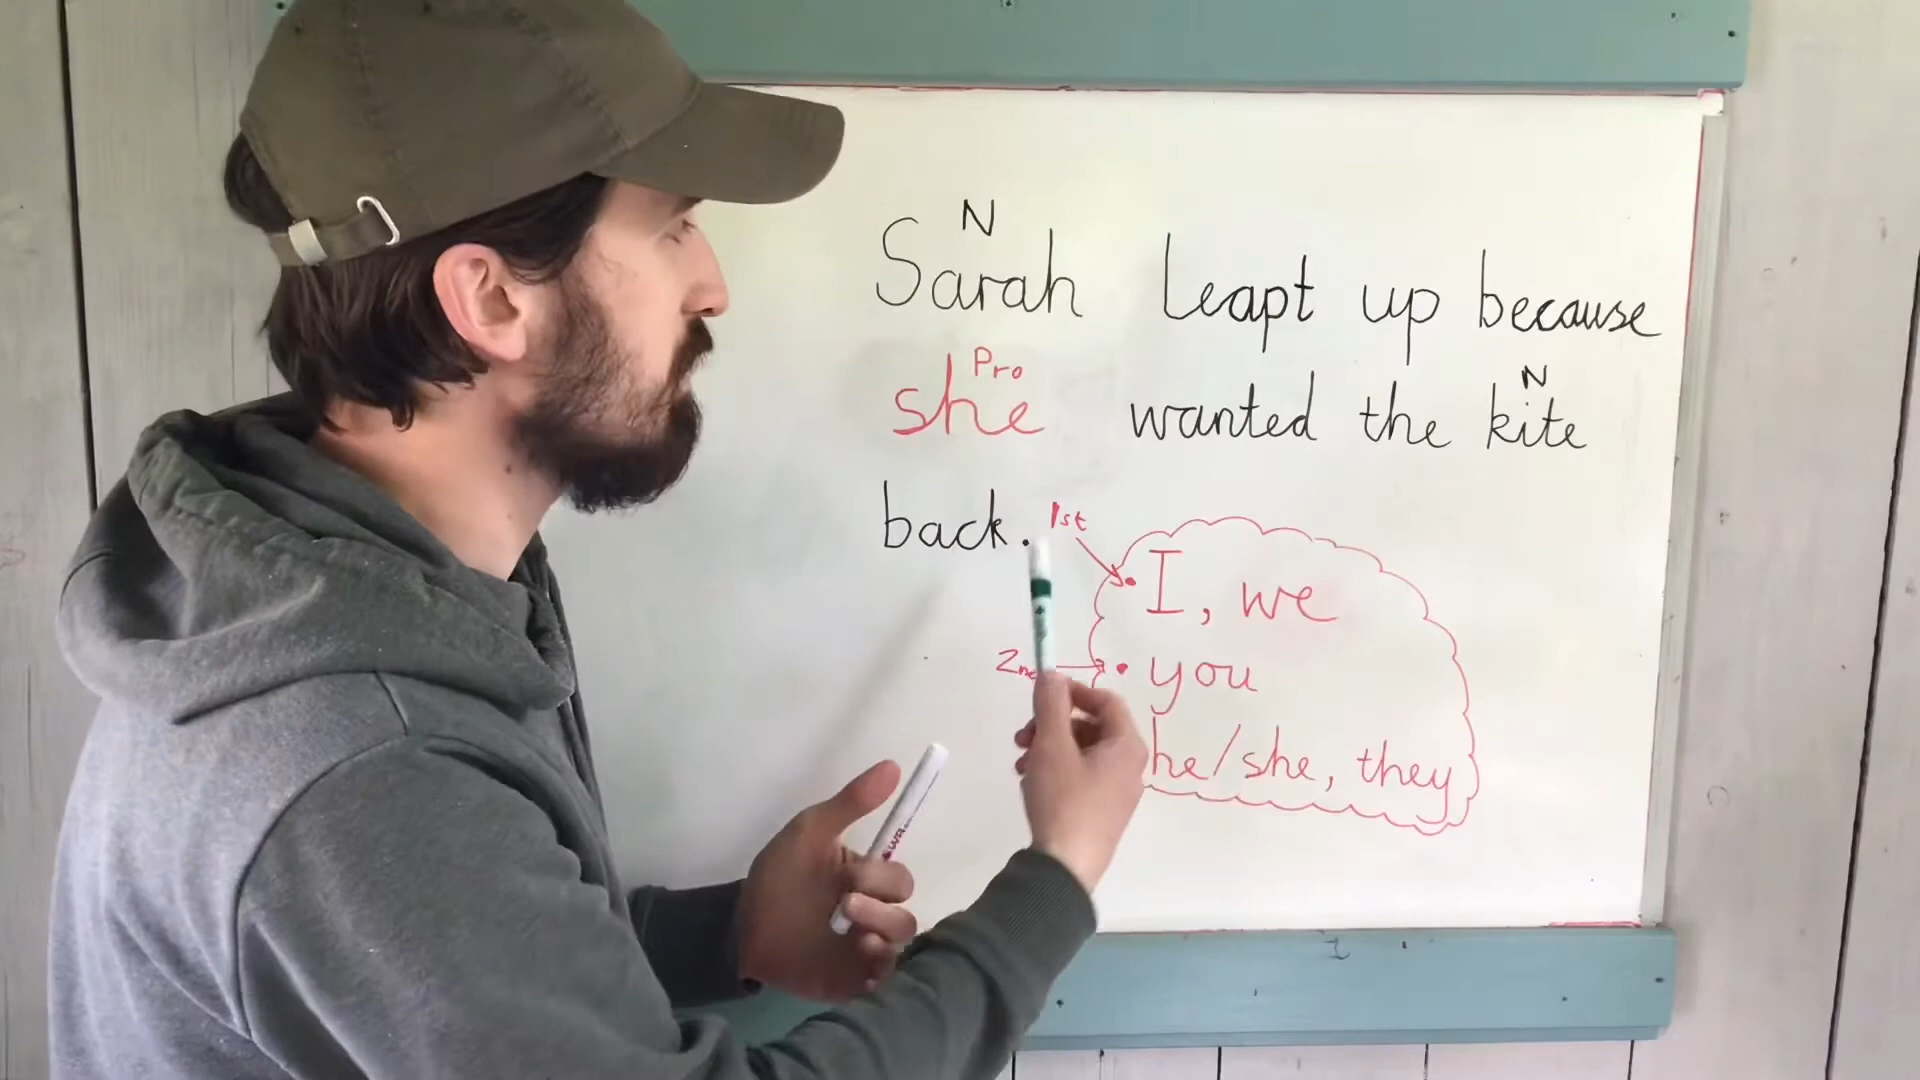 N
Sarah leapt up because
Pro N
she wanted the kite
back.
1st
I, we
2nd
you
he/she, they